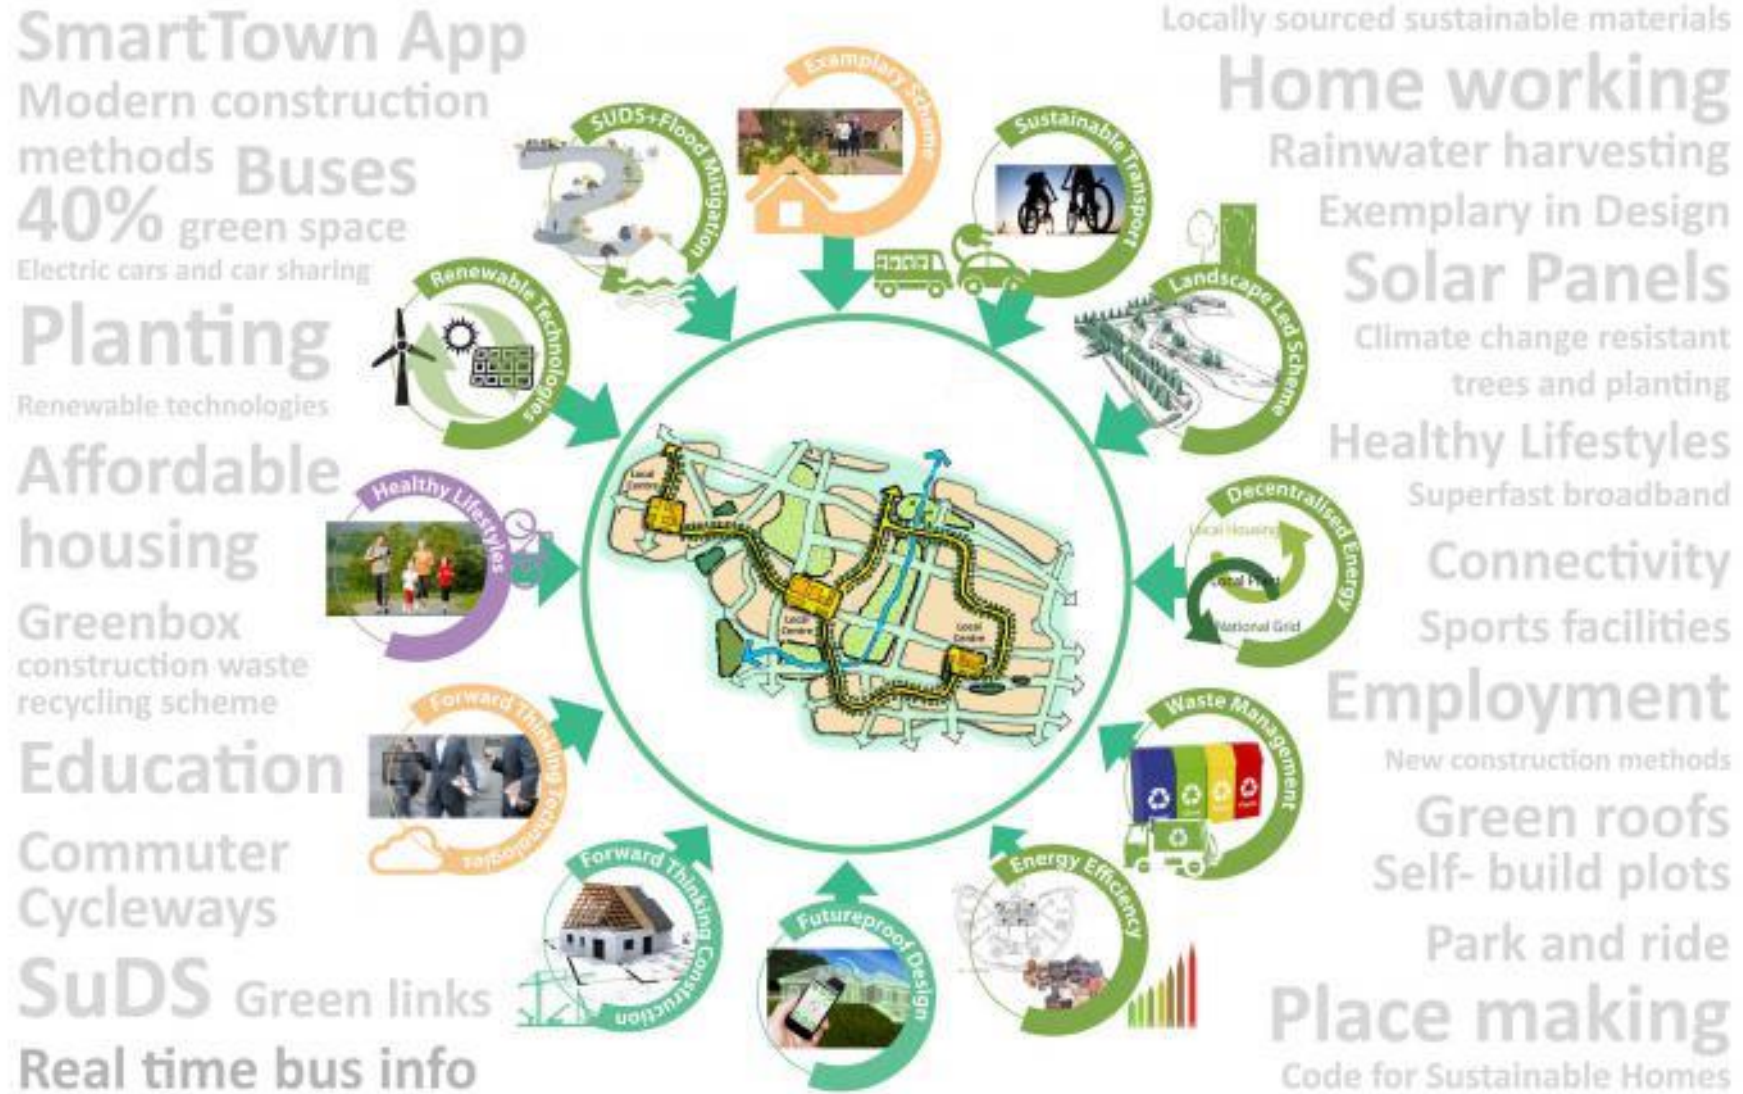 SmartTown App
Modern construction
methods Buses
40% green space
Electric cars and car sharing
Planting
Renewable technologies
Affordable
housing
Greenbox
construction waste
recycling scheme
Education
Commuter
Cycleways
SuDS Green links
Real time bus info
Examplary Scheme
SUDS+Flood Mitigation
Sustainable Transport
Renewable Technologies
Landscape Led Scheme
Healthy Lifestyles
Decentralised Energy
Local Housing
Local Plant
National Grid
Forward Thinking Technologies
Waste Management
Forward Thinking Construction
Futureproof Design
Energy Efficiency
Local
Centre
Local
Centre
Local
Centre
Locally sourced sustainable materials
Home working
Rainwater harvesting
Exemplary in Design
Solar Panels
Climate change resistant
trees and planting
Healthy Lifestyles
Superfast broadband
Connectivity
Sports facilities
Employment
New construction methods
Green roofs
Self- build plots
Park and ride
Place making
Code for Sustainable Homes